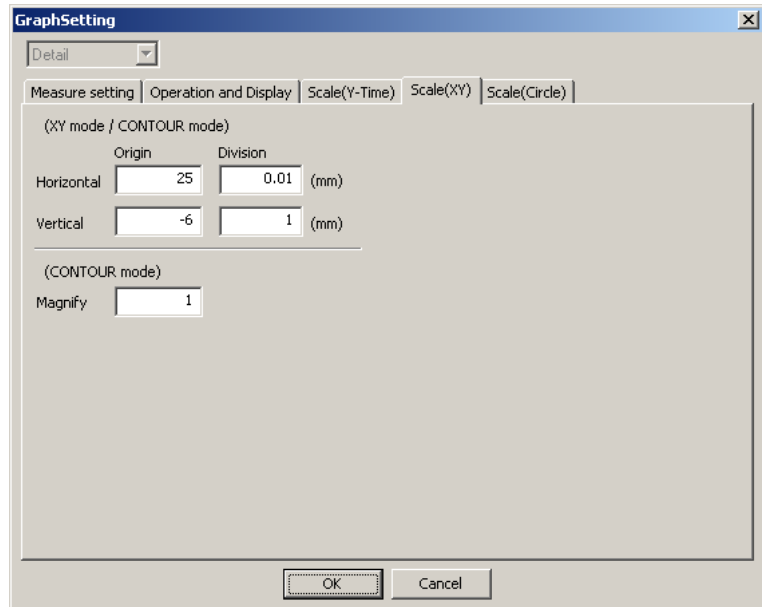 GraphSetting
Detail
Measure setting Operation and Display Scale(Y-Time) Scale(XY) Scale(Circle)
(XY mode / CONTOUR mode)
Origin Division
Horizontal 25 0.01 (mm)
Vertical -6 1 (mm)
(CONTOUR mode)
Magnify 1
OK Cancel